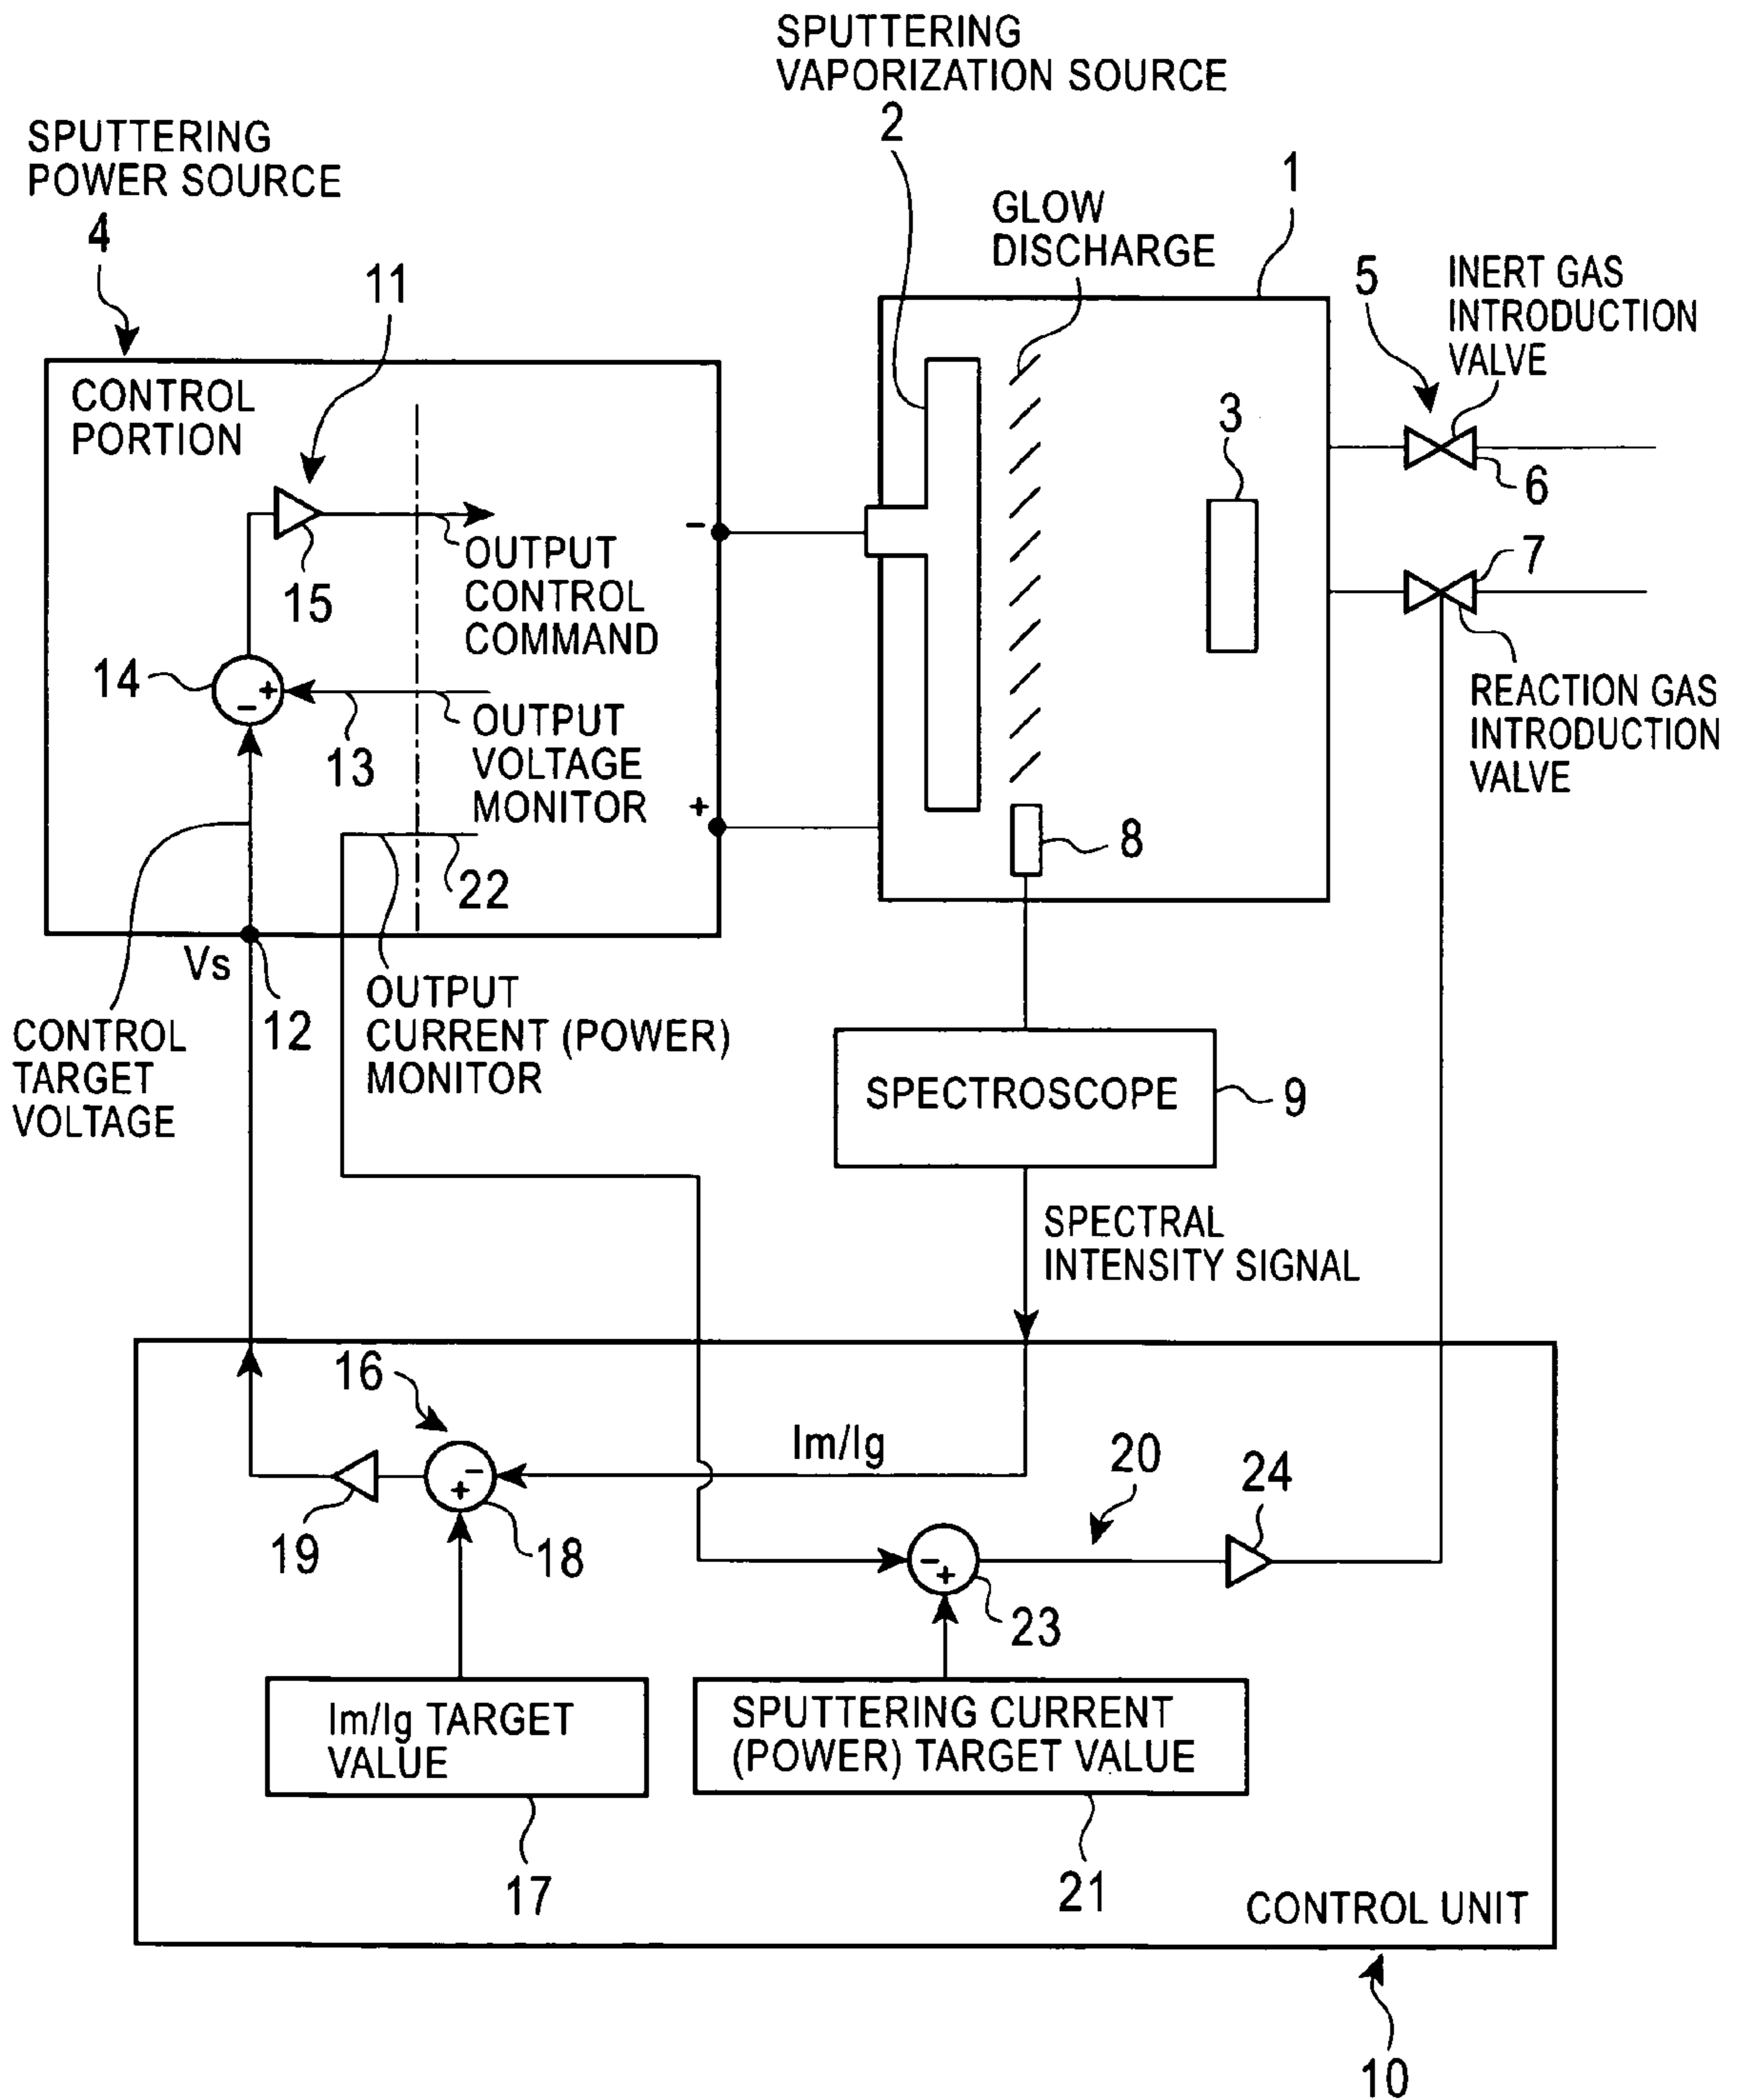 SPUTTERING
VAPORIZATION SOURCE
2
SPUTTERING
POWER SOURCE
4
1
GLOW
DISCHARGE
11
5
INERT GAS
INTRODUCTION
VALVE
CONTROL
PORTION
3
6
-
15
OUTPUT
CONTROL
COMMAND
7
14
+
-
13
OUTPUT
VOLTAGE
MONITOR
REACTION GAS
INTRODUCTION
VALVE
+
8
22
Vs
12
OUTPUT
CURRENT (POWER)
MONITOR
CONTROL
TARGET
VOLTAGE
SPECTROSCOPE
9
SPECTRAL
INTENSITY SIGNAL
16
Im/Ig
20
24
-
+
19
18
-
+
23
Im/Ig TARGET
VALUE
SPUTTERING CURRENT
(POWER) TARGET VALUE
17
21
CONTROL UNIT
10